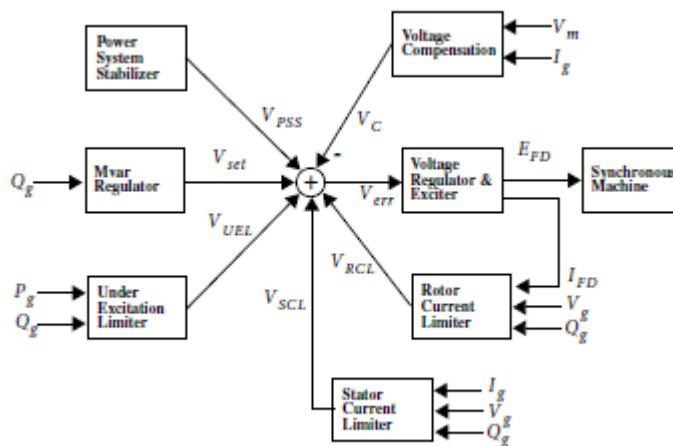 Power
System
Stabilizer
Voltage
Compensation
V_m
I_g
V_PSS
V_C
-
Q_g
Mvar
Regulator
V_set
+
V_err
Voltage
Regulator &
Exciter
E_FD
Synchronous
Machine
V_UEL
V_RCL
V_SCL
P_g
Q_g
Under
Excitation
Limiter
Rotor
Current
Limiter
I_FD
V_g
Q_g
Stator
Current
Limiter
I_g
V_g
Q_g